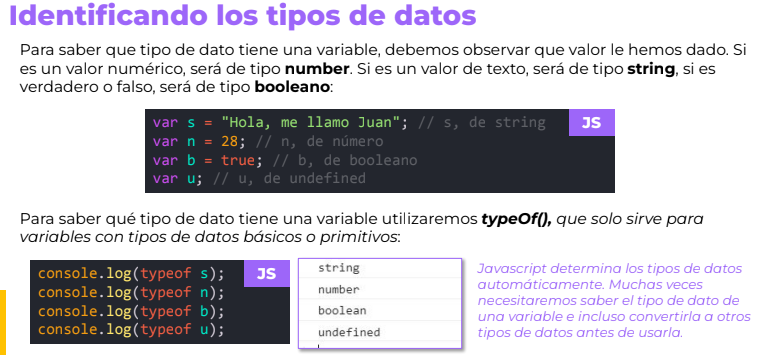 Identificando los tipos de datos
Para saber que tipo de dato tiene una variable, debemos observar que valor le hemos dado. Si
es un valor numérico, será de tipo number. Si es un valor de texto, será de tipo string, si es
verdadero o falso, será de tipo booleano:
var s = "Hola, me llamo Juan"; // s, de string
JS
var n = 28; // n, de número
var b = true; // b, de booleano
var u; // u, de undefined
Para saber qué tipo de dato tiene una variable utilizaremos typeOf(), que solo sirve para
variables con tipos de datos básicos o primitivos:
console.log(typeof s);
console.log(typeof n);
console.log(typeof b);
console.log(typeof u);
JS
string
number
boolean
undefined
Javascript determina los tipos de datos
automáticamente. Muchas veces
necesitaremos saber el tipo de dato de
una variable e incluso convertirla a otros
tipos de datos antes de usarla.